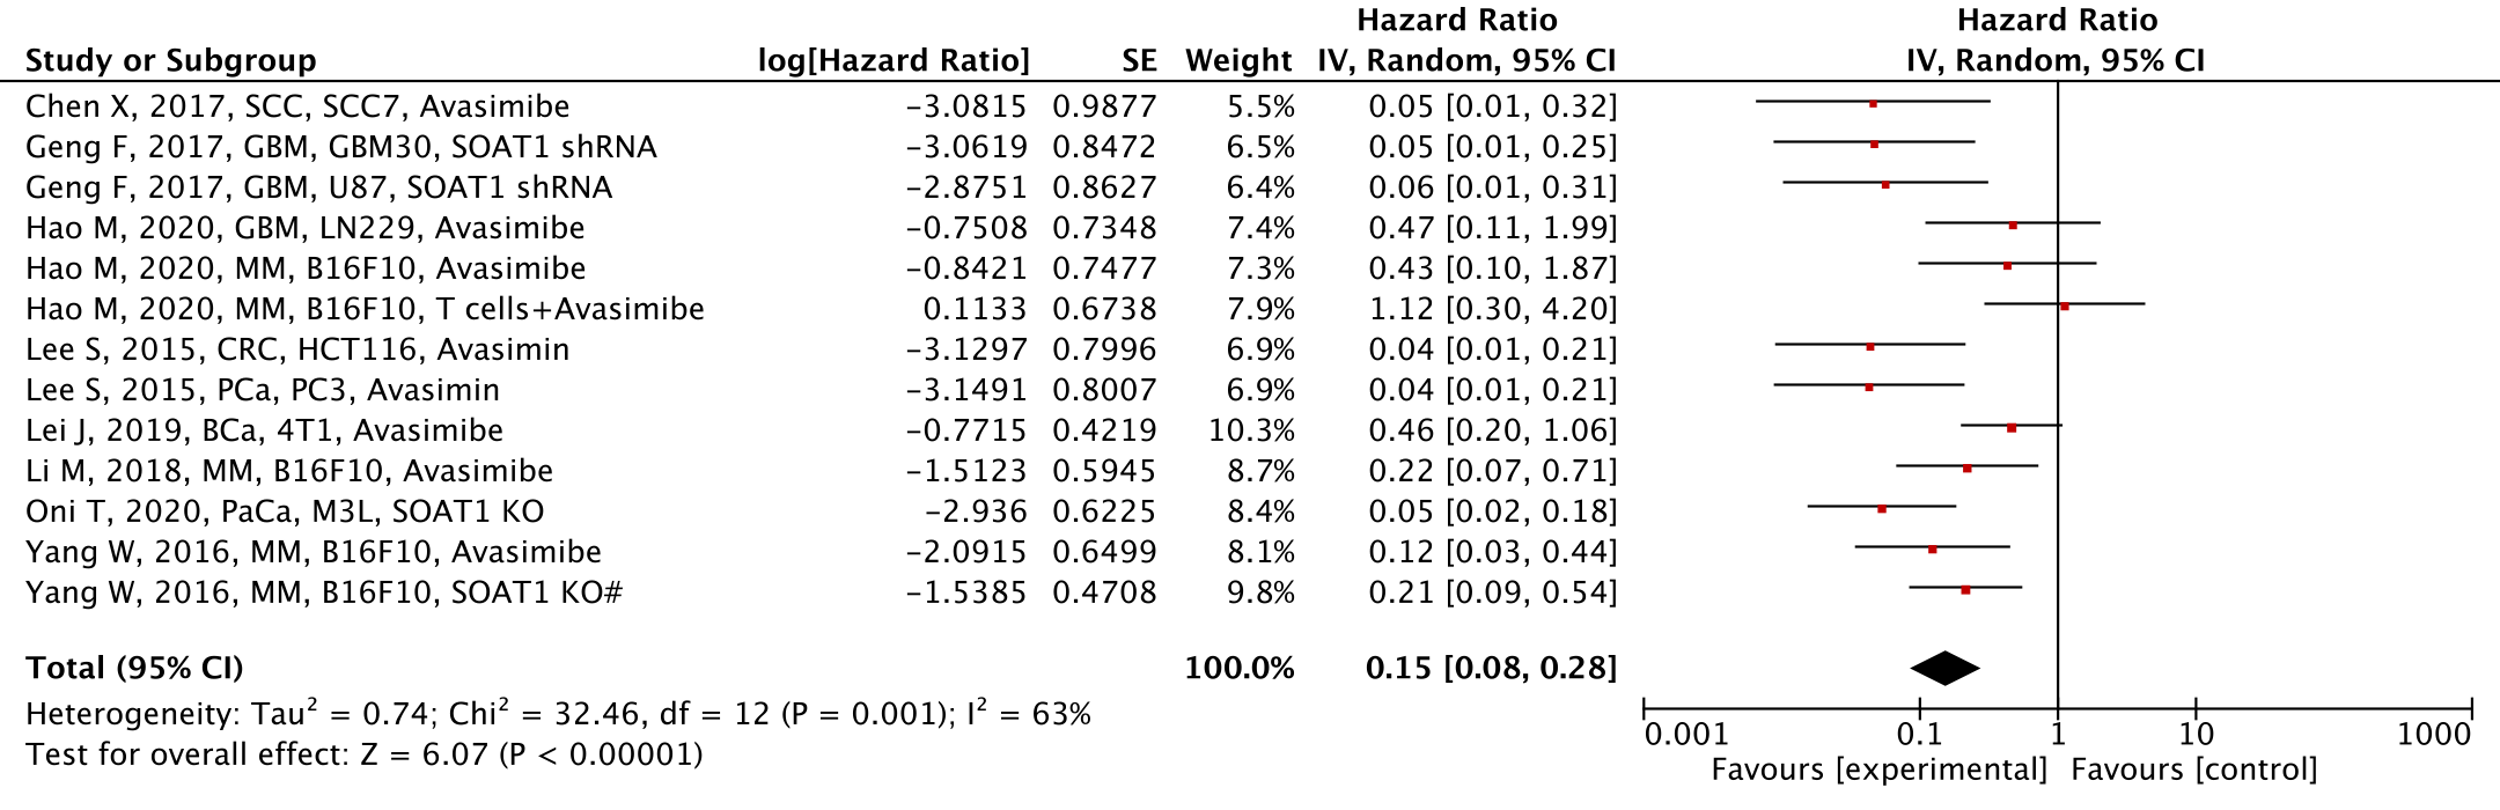 Hazard Ratio Hazard Ratio
Study or Subgroup log[Hazard Ratio] SE Weight IV, Random, 95% CI IV, Random, 95% CI
Chen X, 2017, SCC, SCC7, Avasimibe −3.0815 0.9877 5.5% 0.05 [0.01, 0.32]
Geng F, 2017, GBM, GBM30, SOAT1 shRNA −3.0619 0.8472 6.5% 0.05 [0.01, 0.25]
Geng F, 2017, GBM, U87, SOAT1 shRNA −2.8751 0.8627 6.4% 0.06 [0.01, 0.31]
Hao M, 2020, GBM, LN229, Avasimibe −0.7508 0.7348 7.4% 0.47 [0.11, 1.99]
Hao M, 2020, MM, B16F10, Avasimibe −0.8421 0.7477 7.3% 0.43 [0.10, 1.87]
Hao M, 2020, MM, B16F10, T cells+Avasimibe 0.1133 0.6738 7.9% 1.12 [0.30, 4.20]
Lee S, 2015, CRC, HCT116, Avasimin −3.1297 0.7996 6.9% 0.04 [0.01, 0.21]
Lee S, 2015, PCa, PC3, Avasimin −3.1491 0.8007 6.9% 0.04 [0.01, 0.21]
Lei J, 2019, BCa, 4T1, Avasimibe −0.7715 0.4219 10.3% 0.46 [0.20, 1.06]
Li M, 2018, MM, B16F10, Avasimibe −1.5123 0.5945 8.7% 0.22 [0.07, 0.71]
Oni T, 2020, PaCa, M3L, SOAT1 KO −2.936 0.6225 8.4% 0.05 [0.02, 0.18]
Yang W, 2016, MM, B16F10, Avasimibe −2.0915 0.6499 8.1% 0.12 [0.03, 0.44]
Yang W, 2016, MM, B16F10, SOAT1 KO# −1.5385 0.4708 9.8% 0.21 [0.09, 0.54]
Total (95% CI) 100.0% 0.15 [0.08, 0.28]
Heterogeneity: Tau² = 0.74; Chi² = 32.46, df = 12 (P = 0.001); I² = 63%
Test for overall effect: Z = 6.07 (P < 0.00001)
0.001 0.1 1 10 1000
Favours [experimental] Favours [control]